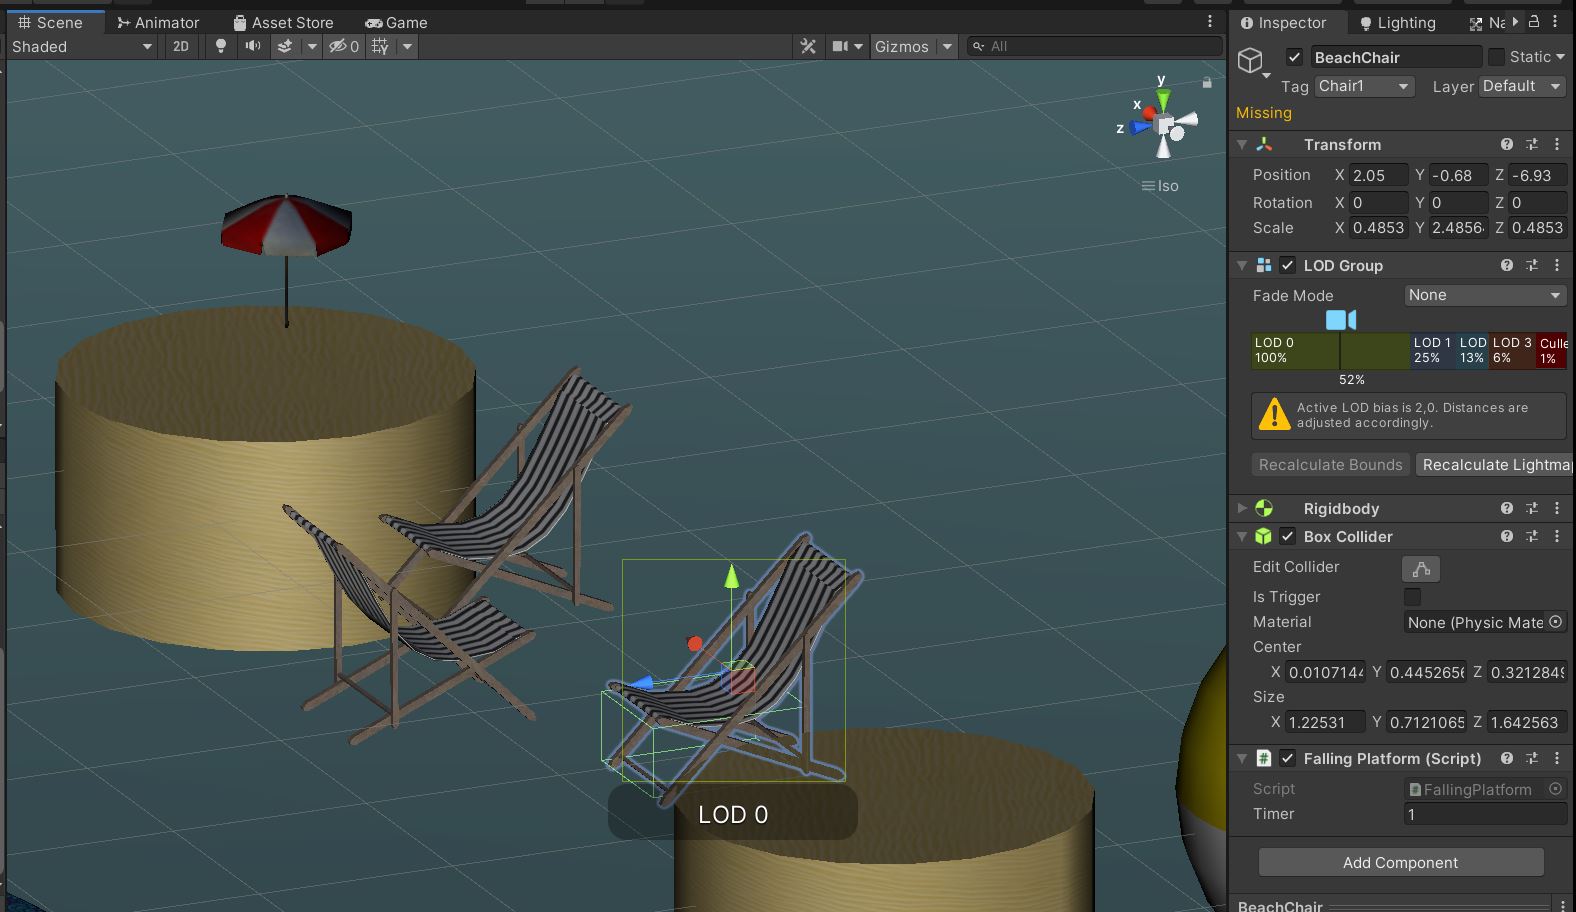 Scene Animator Asset Store Game
Shaded 2D 0 Gizmos All
y
x
z
Iso
LOD 0
Inspector Lighting Na
BeachChair Static
Tag Chair1 Layer Default
Missing
Transform
Position X 2.05 Y -0.68 Z -6.93
Rotation X 0 Y 0 Z 0
Scale X 0.4853 Y 2.4856 Z 0.4853
LOD Group
Fade Mode None
LOD 0 LOD 1 LOD LOD 3 Culle
100% 25% 13% 6% 1%
52%
Active LOD bias is 2,0. Distances are
adjusted accordingly.
Recalculate Bounds Recalculate Lightma
Rigidbody
Box Collider
Edit Collider
Is Trigger
Material None (Physic Mate
Center
X 0.0107144 Y 0.4452656 Z 0.3212849
Size
X 1.22531 Y 0.7121065 Z 1.642563
# Falling Platform (Script)
Script FallingPlatform
Timer 1
Add Component
BeachChair